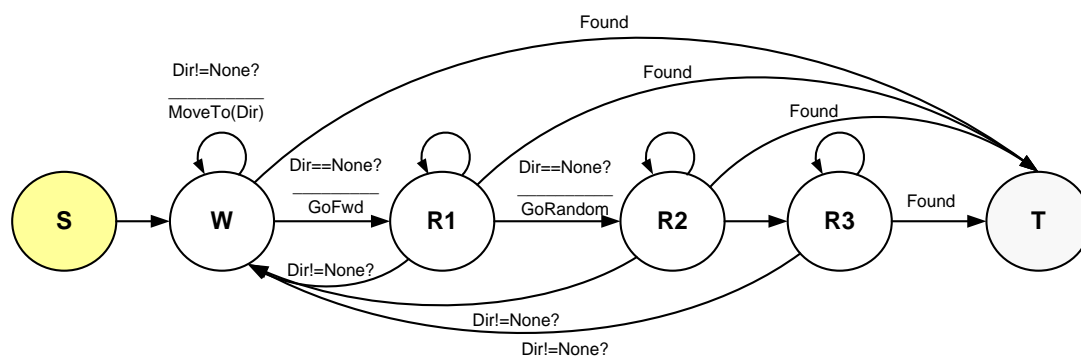 Found
Dir!=None?
MoveTo(Dir)
Found
Found
Dir==None?
GoFwd
Dir==None?
GoRandom
S
W
R1
R2
R3
Found
T
Dir!=None?
Dir!=None?
Dir!=None?